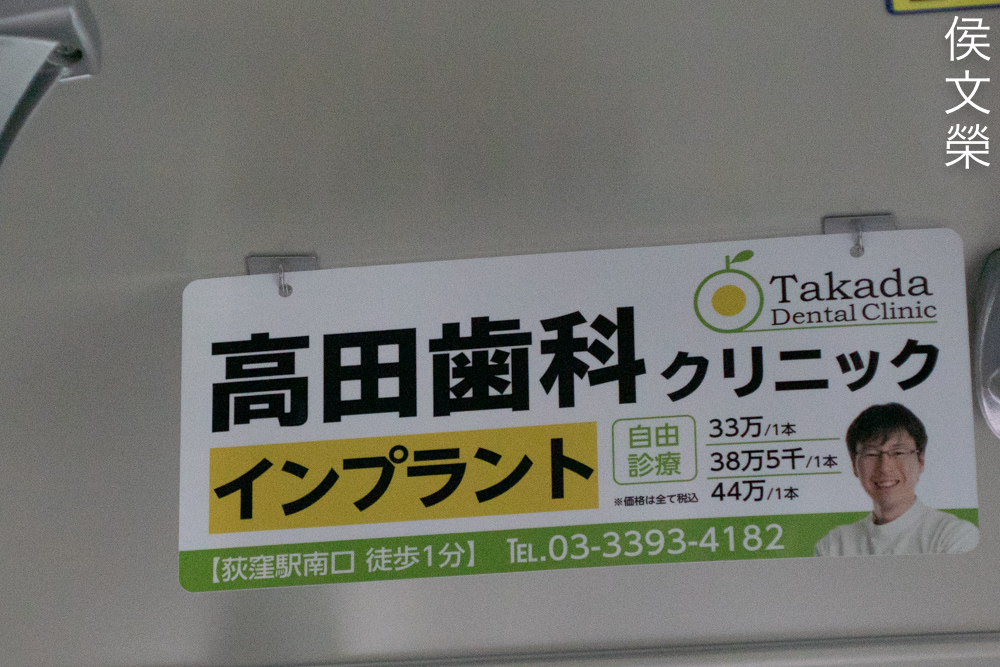 侯文榮
Takada
Dental Clinic
高田歯科クリニック
インプラント
自由
診療
33万/1本
38万5千/1本
44万/1本
※価格は全て税込
【荻窪駅南口 徒歩1分】 TEL.03-3393-4182